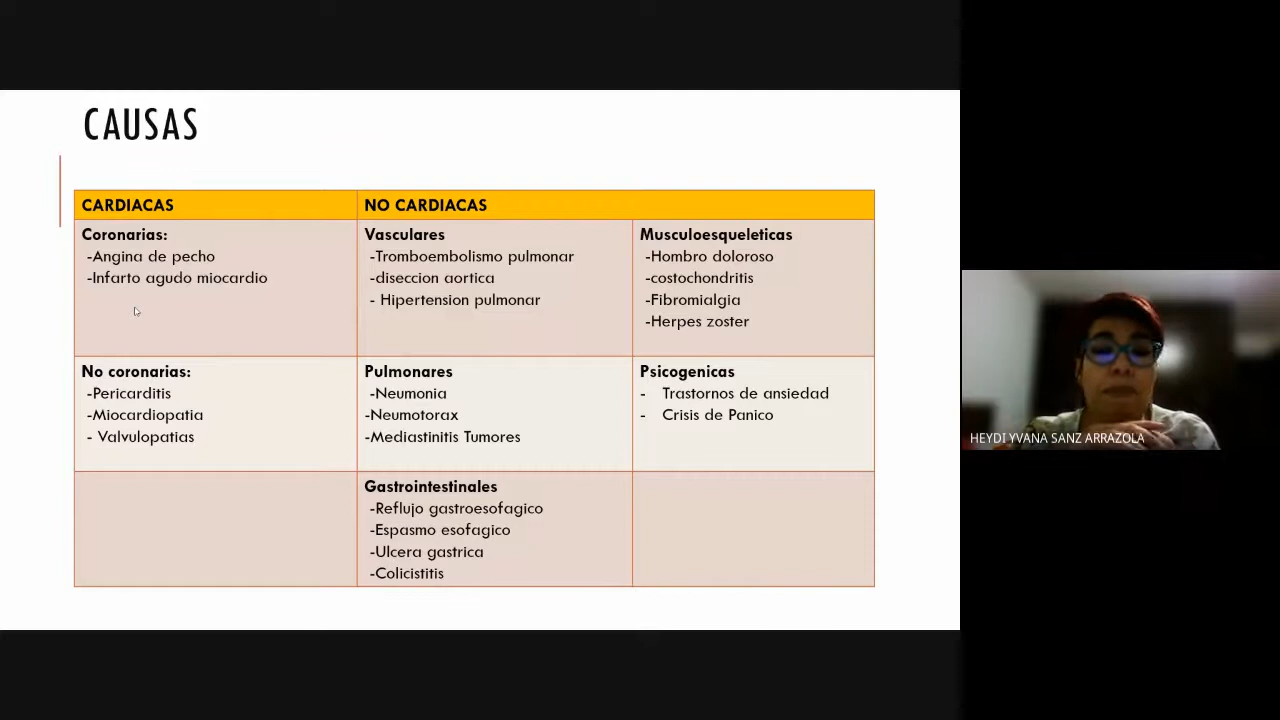 CAUSAS
CARDIACAS
NO CARDIACAS
Coronarias:
-Angina de pecho
-Infarto agudo miocardio
Vasculares
-Tromboembolismo pulmonar
-diseccion aortica
- Hipertension pulmonar
Musculoesqueleticas
-Hombro doloroso
-costochondritis
-Fibromialgia
-Herpes zoster
No coronarias:
-Pericarditis
-Miocardiopatia
- Valvulopatias
Pulmonares
-Neumonia
-Neumotorax
-Mediastinitis Tumores
Psicogenicas
- Trastornos de ansiedad
- Crisis de Panico
Gastrointestinales
-Reflujo gastroesofagico
-Espasmo esofagico
-Ulcera gastrica
-Colicistitis
HEYDI YVANA SANZ ARRAZOLA